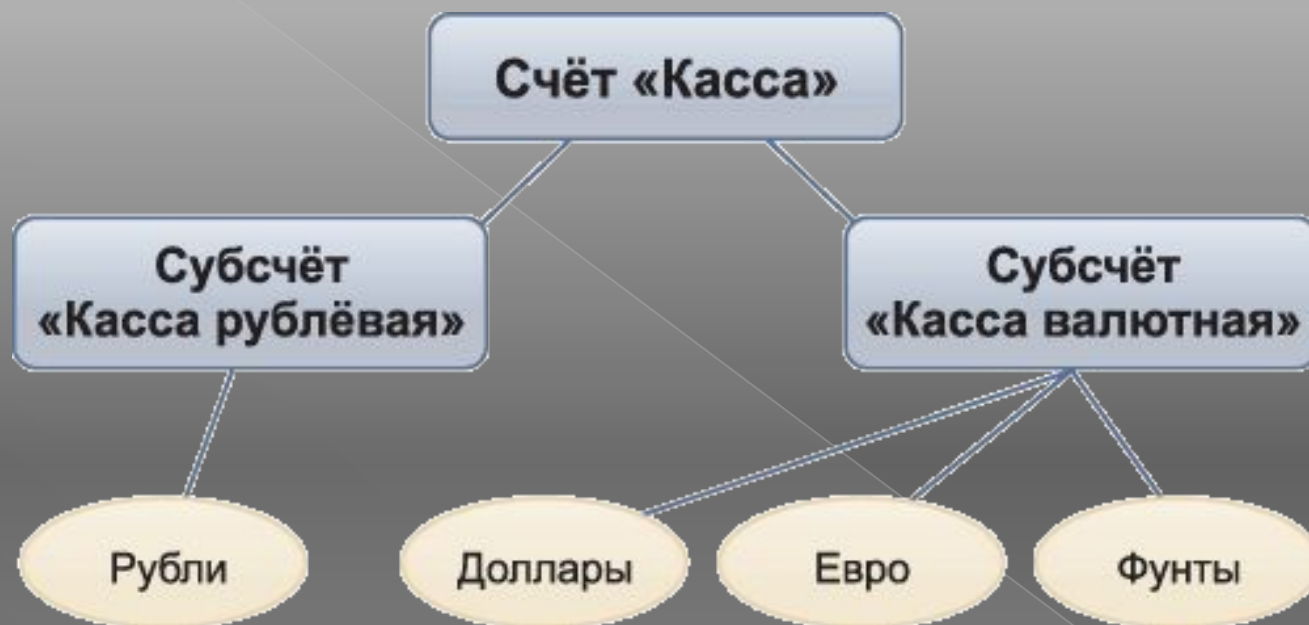 Счёт «Касса»
Субсчёт
«Касса рублёвая»
Субсчёт
«Касса валютная»
Рубли
Доллары
Евро
Фунты